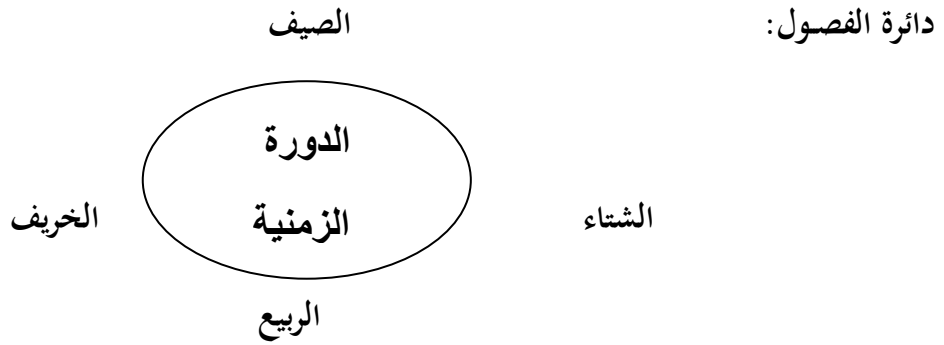 دائرة الفصول:
الصيف
الدورة
الشتاء
الزمنية
الخريف
الربيع